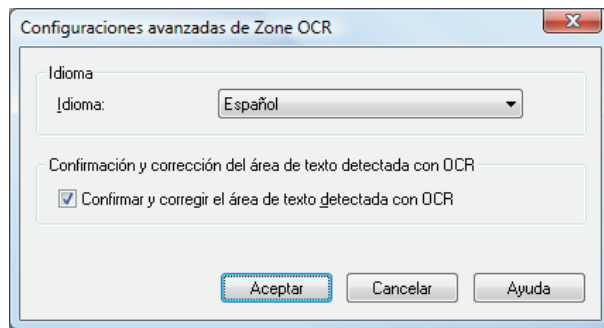 Configuraciones avanzadas de Zone OCR
Idioma
Idioma:
Español
Confirmación y corrección del área de texto detectada con OCR
Confirmar y corregir el área de texto detectada con OCR
Aceptar
Cancelar
Ayuda